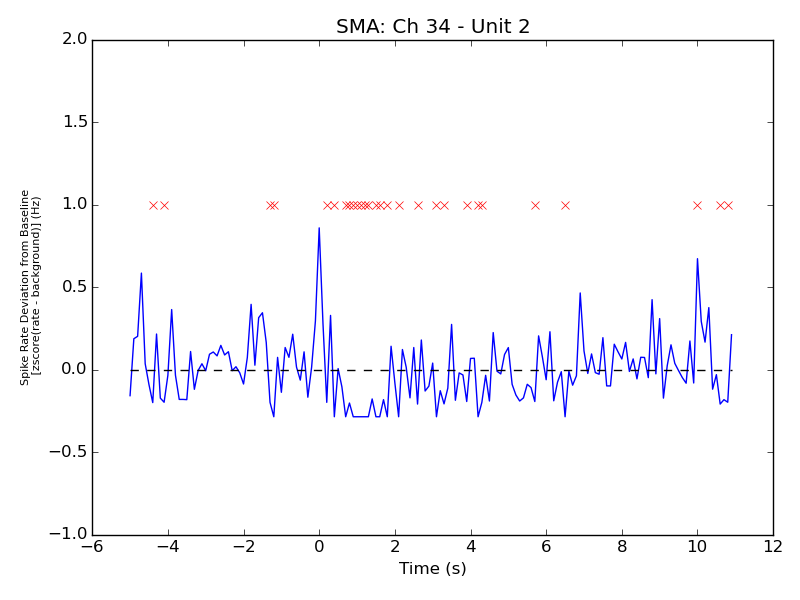 SMA: Ch 34 - Unit 2
2.0
1.5
1.0
0.5
0.0
−0.5
−1.0
Spike Rate Deviation from Baseline
[zscore(rate - background)] (Hz)
−6 −4 −2 0 2 4 6 8 10 12
Time (s)